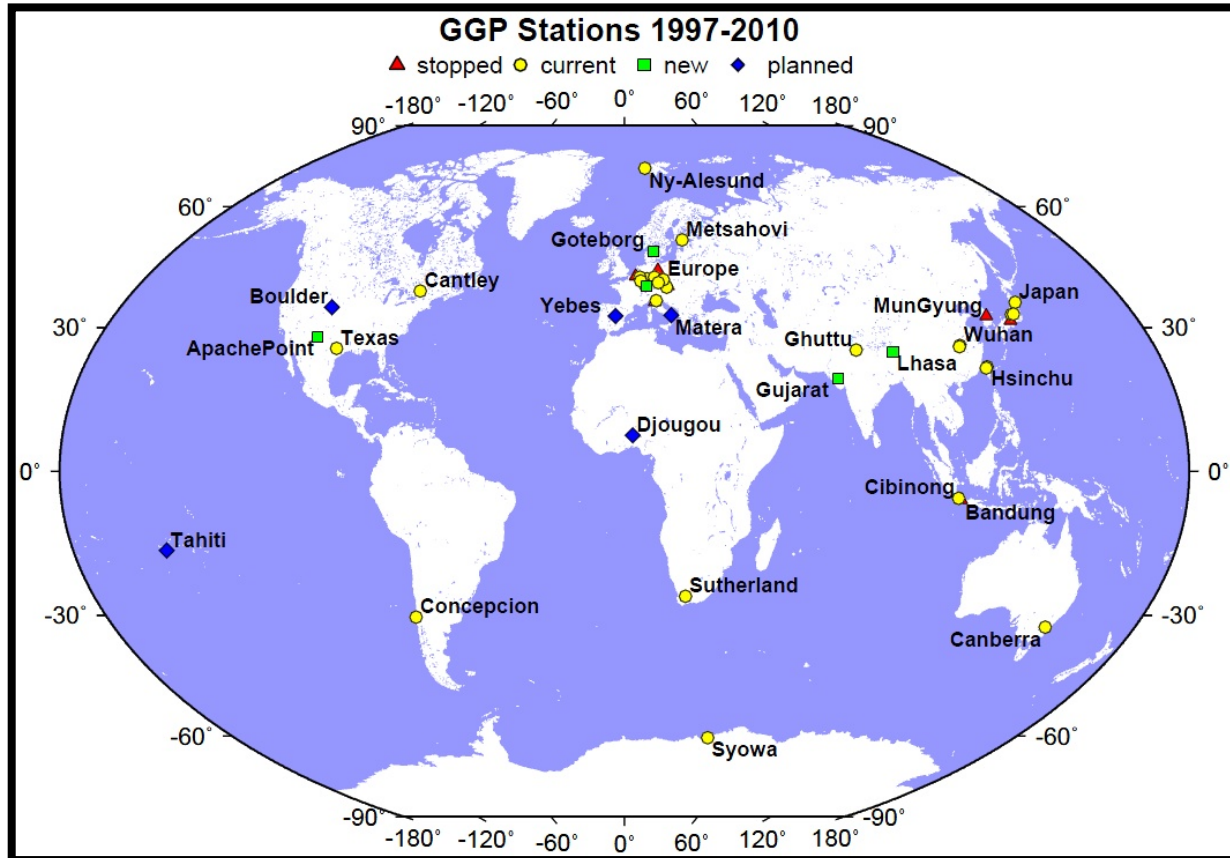 GGP Stations 1997-2010
stopped current new planned
-180˚ -120˚ -60˚ 0˚ 60˚ 120˚ 180˚
90˚ 90˚
Ny-Alesund
60˚ 60˚
Goteborg Metsahovi
Europe
Cantley
Boulder Yebes Matera MunGyung Japan
30˚ 30˚
ApachePoint Texas Ghuttu Wuhan
Lhasa
Gujarat Hsinchu
Djougou
0˚ 0˚
Cibinong
Bandung
Tahiti
Sutherland
Concepcion
-30˚ -30˚
Canberra
-60˚ -60˚
Syowa
-90˚ -90˚
-180˚ -120˚ -60˚ 0˚ 60˚ 120˚ 180˚